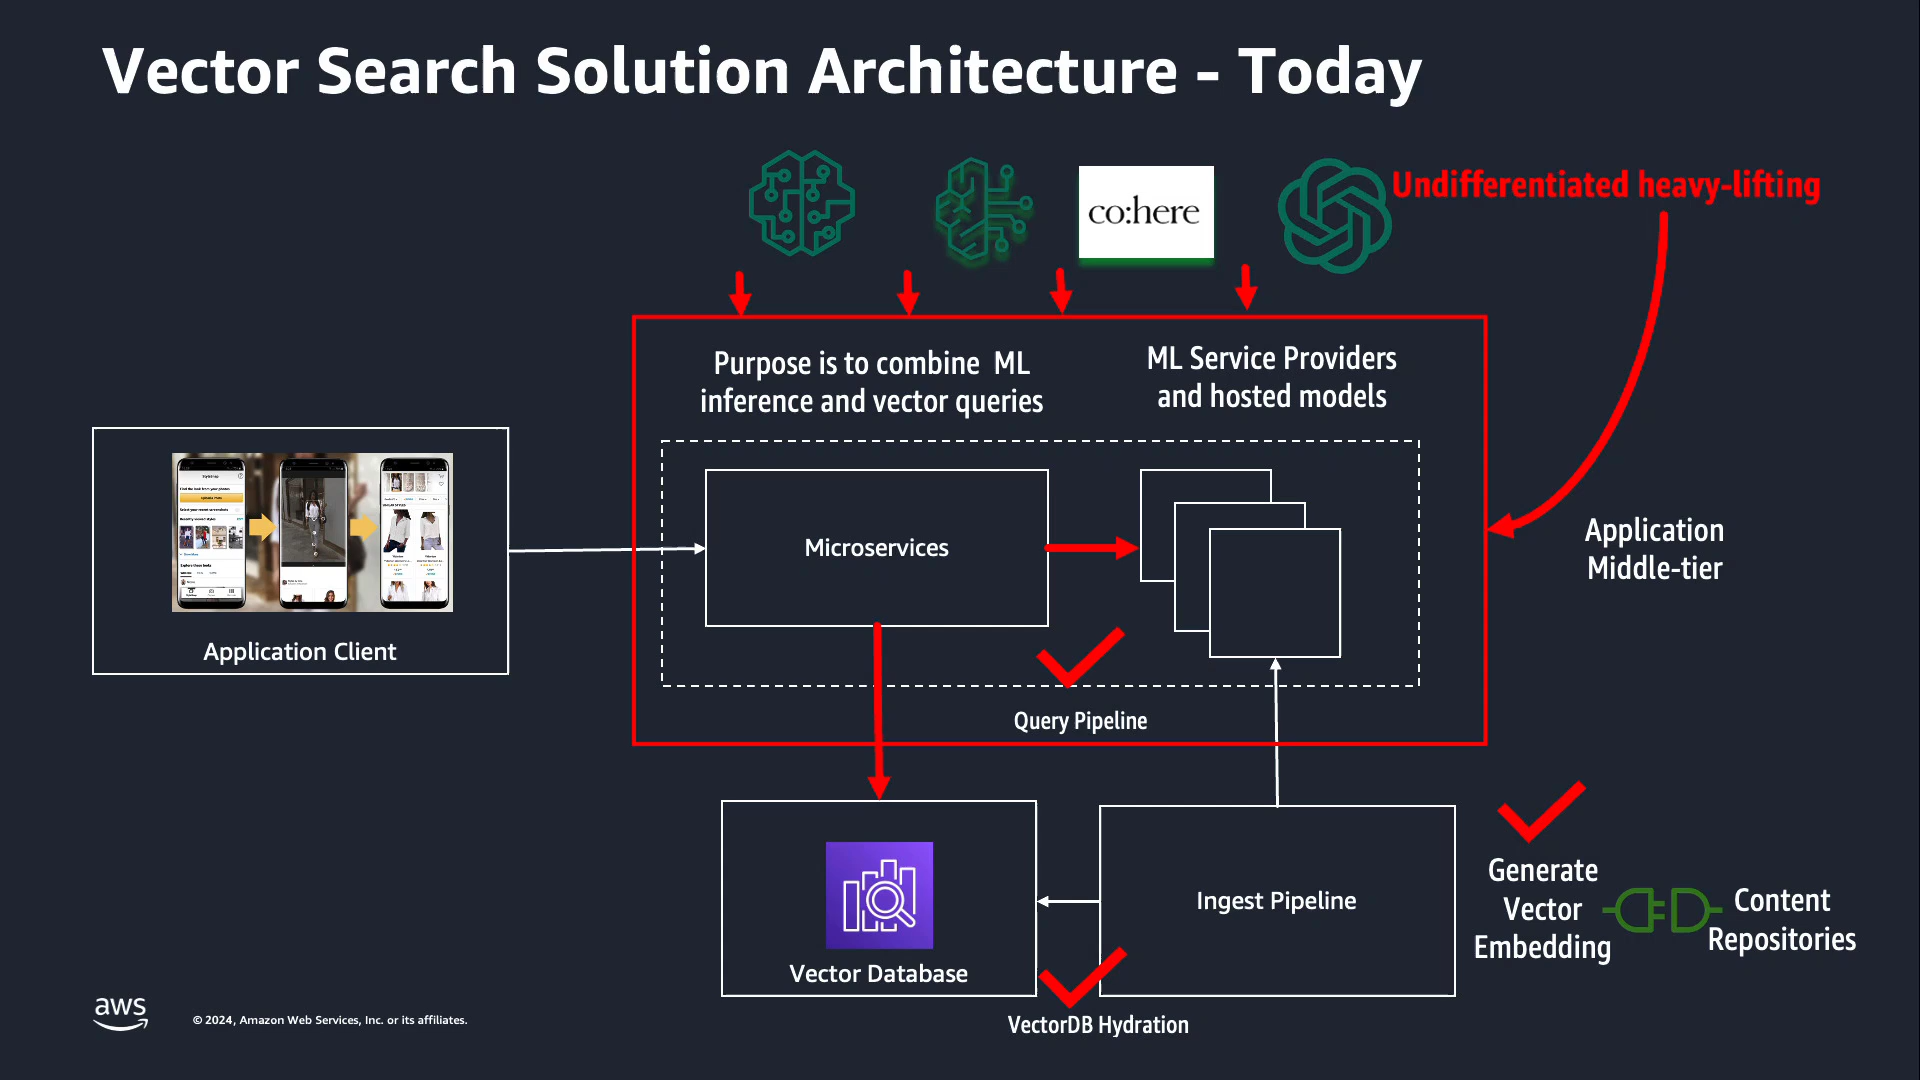 Vector Search Solution Architecture - Today
co:here
Undifferentiated heavy-lifting
Purpose is to combine ML
inference and vector queries
ML Service Providers
and hosted models
Microservices
Application
Middle-tier
Application Client
Query Pipeline
Generate
Vector
Embedding
Content
Repositories
Ingest Pipeline
Vector Database
VectorDB Hydration
aws
© 2024, Amazon Web Services, Inc. or its affiliates.